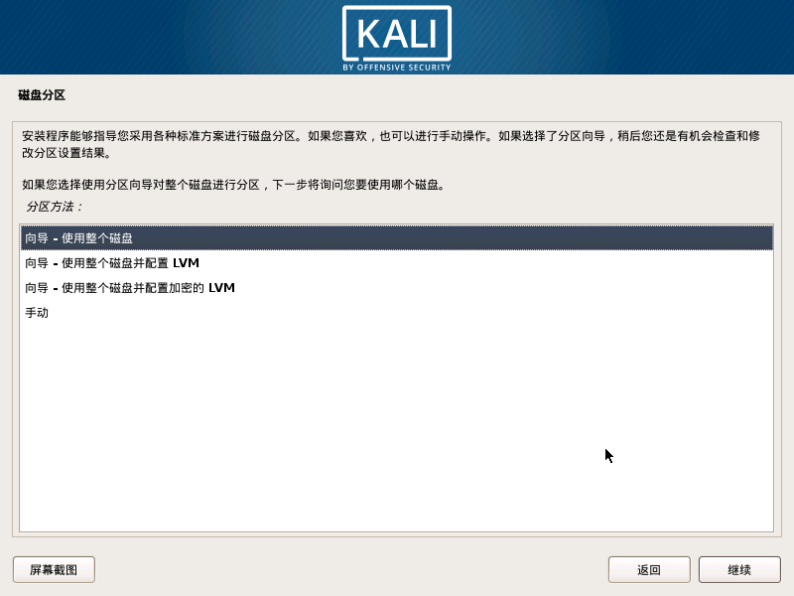 KALI
BY OFFENSIVE SECURITY
磁盘分区
安装程序能够指导您采用各种标准方案进行磁盘分区。如果您喜欢，也可以进行手动操作。如果选择了分区向导，稍后您还是有机会检查和修
改分区设置结果。
如果您选择使用分区向导对整个磁盘进行分区，下一步将询问您要使用哪个磁盘。
分区方法：
向导 - 使用整个磁盘
向导 - 使用整个磁盘并配置 LVM
向导 - 使用整个磁盘并配置加密的 LVM
手动
屏幕截图
返回
继续